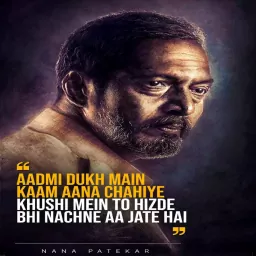 “
AADMI DUKH MAIN
KAAM AANA CHAHIYE
KHUSHI MEIN TO HIZDE
BHI NACHNE AA JATE HAI
”
NANA PATEKAR